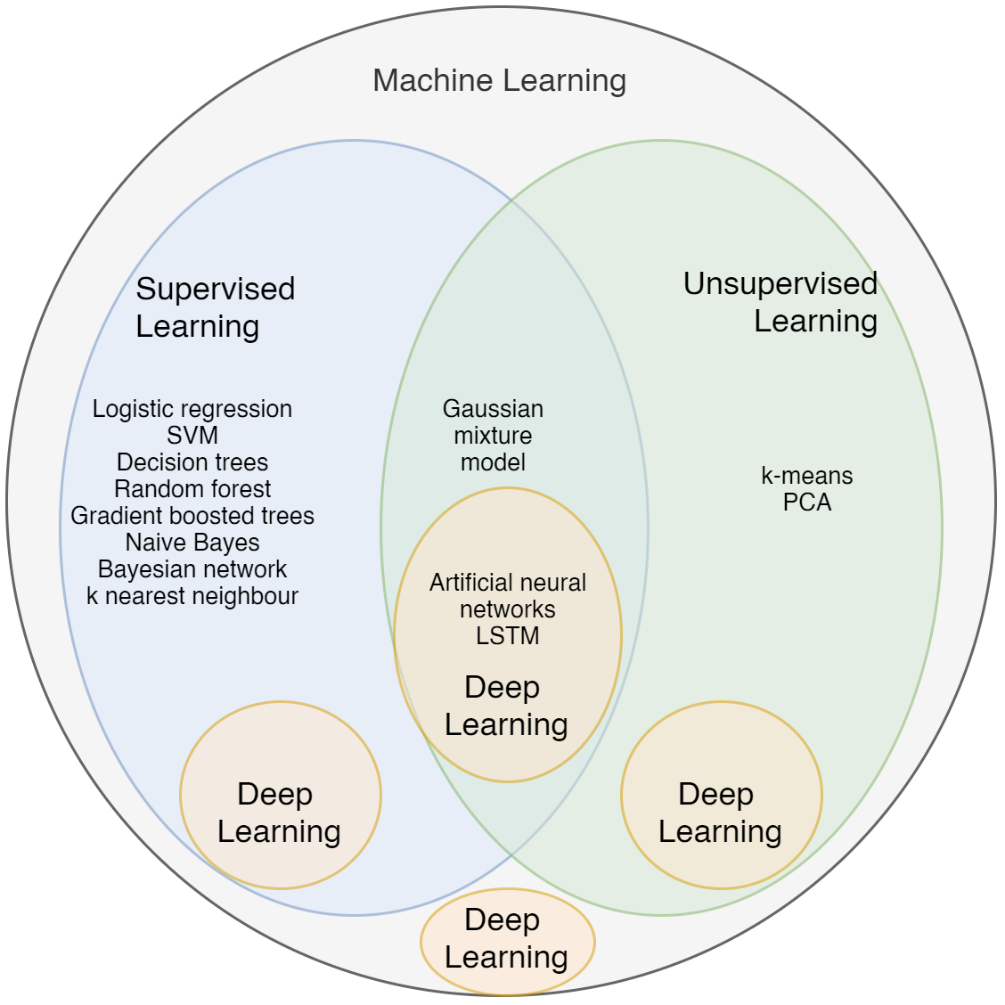 Machine Learning
Supervised
Learning
Unsupervised
Learning
Logistic regression
SVM
Decision trees
Random forest
Gradient boosted trees
Naive Bayes
Bayesian network
k nearest neighbour
Gaussian
mixture
model
k-means
PCA
Artificial neural
networks
LSTM
Deep
Learning
Deep
Learning
Deep
Learning
Deep
Learning